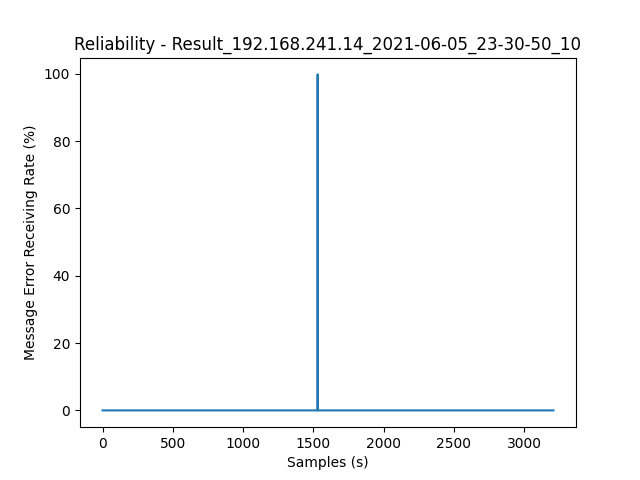 Reliability - Result_192.168.241.14_2021-06-05_23-30-50_10
Message Error Receiving Rate (%)
100
80
60
40
20
0
0 500 1000 1500 2000 2500 3000
Samples (s)